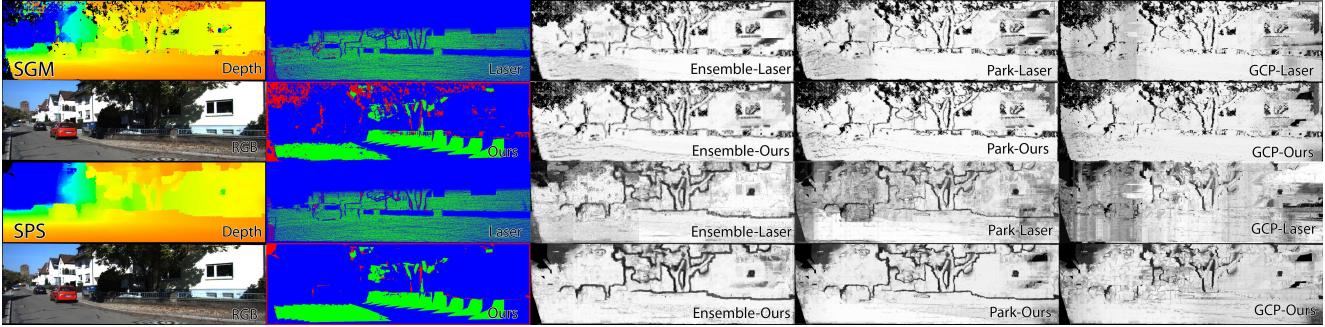 SGM Depth Laser Ensemble-Laser Park-Laser GCP-Laser
RGB Ours Ensemble-Ours Park-Ours GCP-Ours
SPS Laser Ensemble-Laser Park-Laser GCP-Laser
RGB Ours Ensemble-Ours Park-Ours GCP-Ours